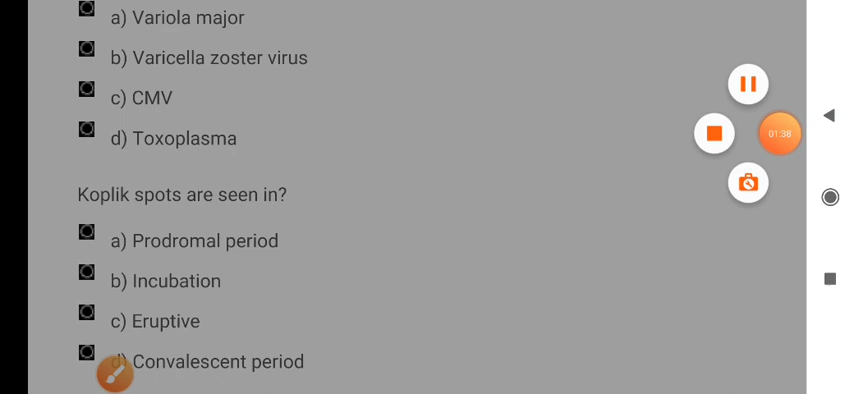 a) Variola major
b) Varicella zoster virus
c) CMV
d) Toxoplasma
Koplik spots are seen in?
a) Prodromal period
b) Incubation
c) Eruptive
d) Convalescent period
01:38